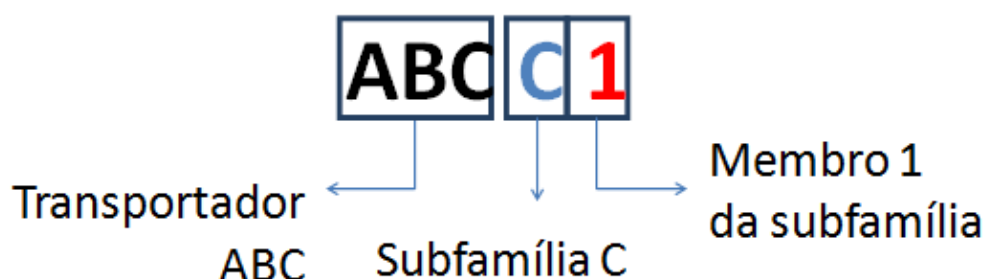 ABC C 1
Transportador
ABC
Subfamília C
Membro 1
da subfamília